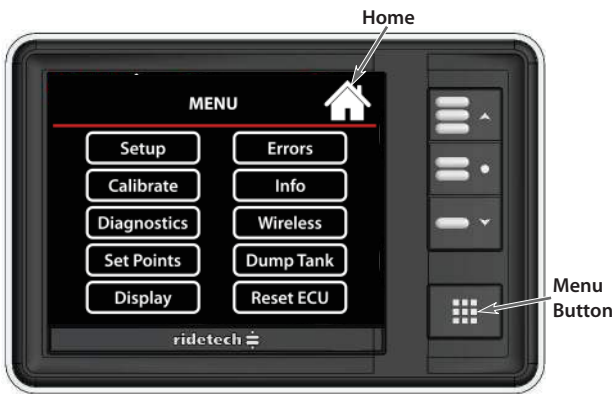 Home
MENU
Setup
Errors
Calibrate
Info
Diagnostics
Wireless
Set Points
Dump Tank
Display
Reset ECU
ridetech
Menu
Button